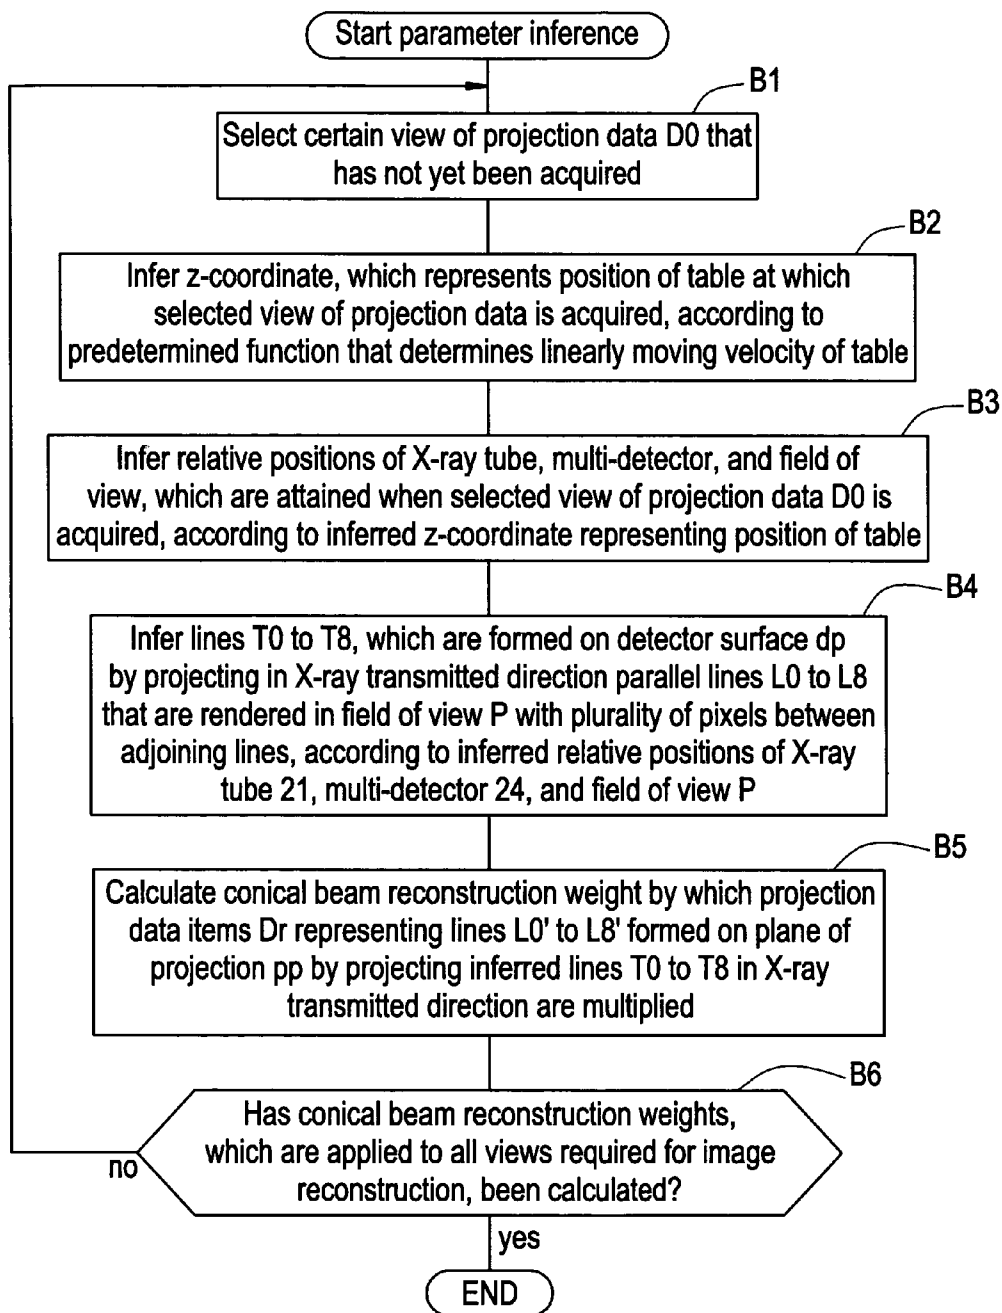 Start parameter inference
B1
Select certain view of projection data D0 that
has not yet been acquired
B2
Infer z-coordinate, which represents position of table at which
selected view of projection data is acquired, according to
predetermined function that determines linearly moving velocity of table
B3
Infer relative positions of X-ray tube, multi-detector, and field of
view, which are attained when selected view of projection data D0 is
acquired, according to inferred z-coordinate representing position of table
B4
Infer lines T0 to T8, which are formed on detector surface dp
by projecting in X-ray transmitted direction parallel lines L0 to L8
that are rendered in field of view P with plurality of pixels between
adjoining lines, according to inferred relative positions of X-ray
tube 21, multi-detector 24, and field of view P
B5
Calculate conical beam reconstruction weight by which projection
data items Dr representing lines L0' to L8' formed on plane of
projection pp by projecting inferred lines T0 to T8 in X-ray
transmitted direction are multiplied
B6
Has conical beam reconstruction weights,
which are applied to all views required for image
reconstruction, been calculated?
no
yes
END